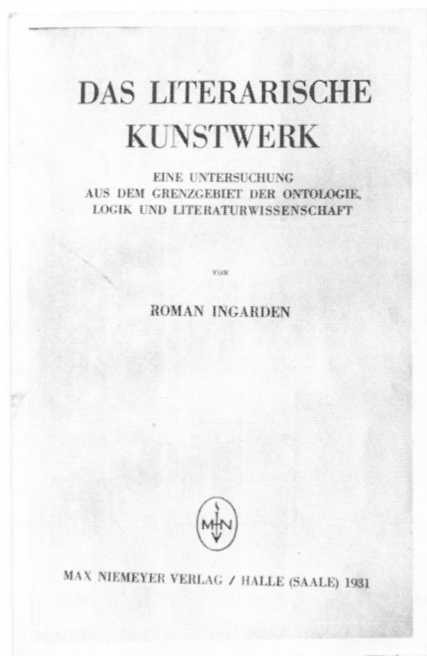 DAS LITERARISCHE
KUNSTWERK
EINE UNTERSUCHUNG
AUS DEM GRENZGEBIET DER ONTOLOGIE,
LOGIK UND LITERATURWISSENSCHAFT
VON
ROMAN INGARDEN
M N
MAX NIEMEYER VERLAG / HALLE (SAALE) 1931